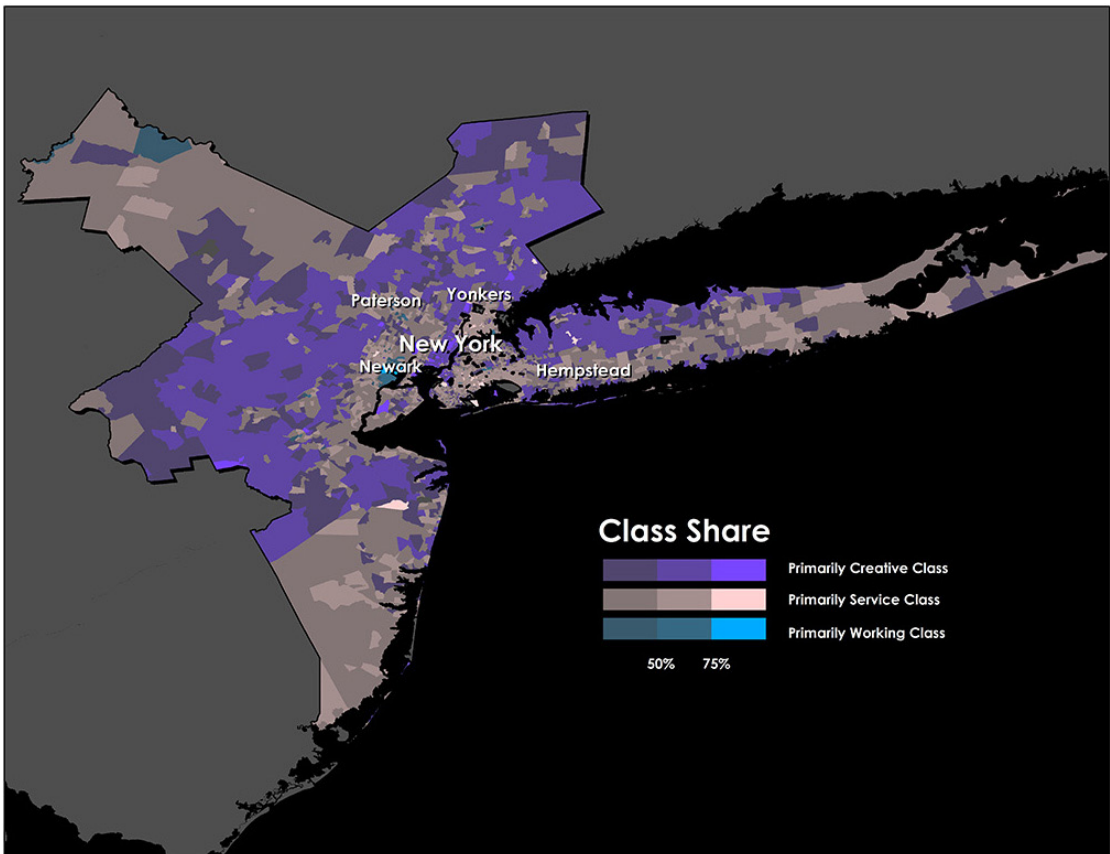 Paterson
Yonkers
New York
Newark
Hempstead
Class Share
Primarily Creative Class
Primarily Service Class
Primarily Working Class
50% 75%